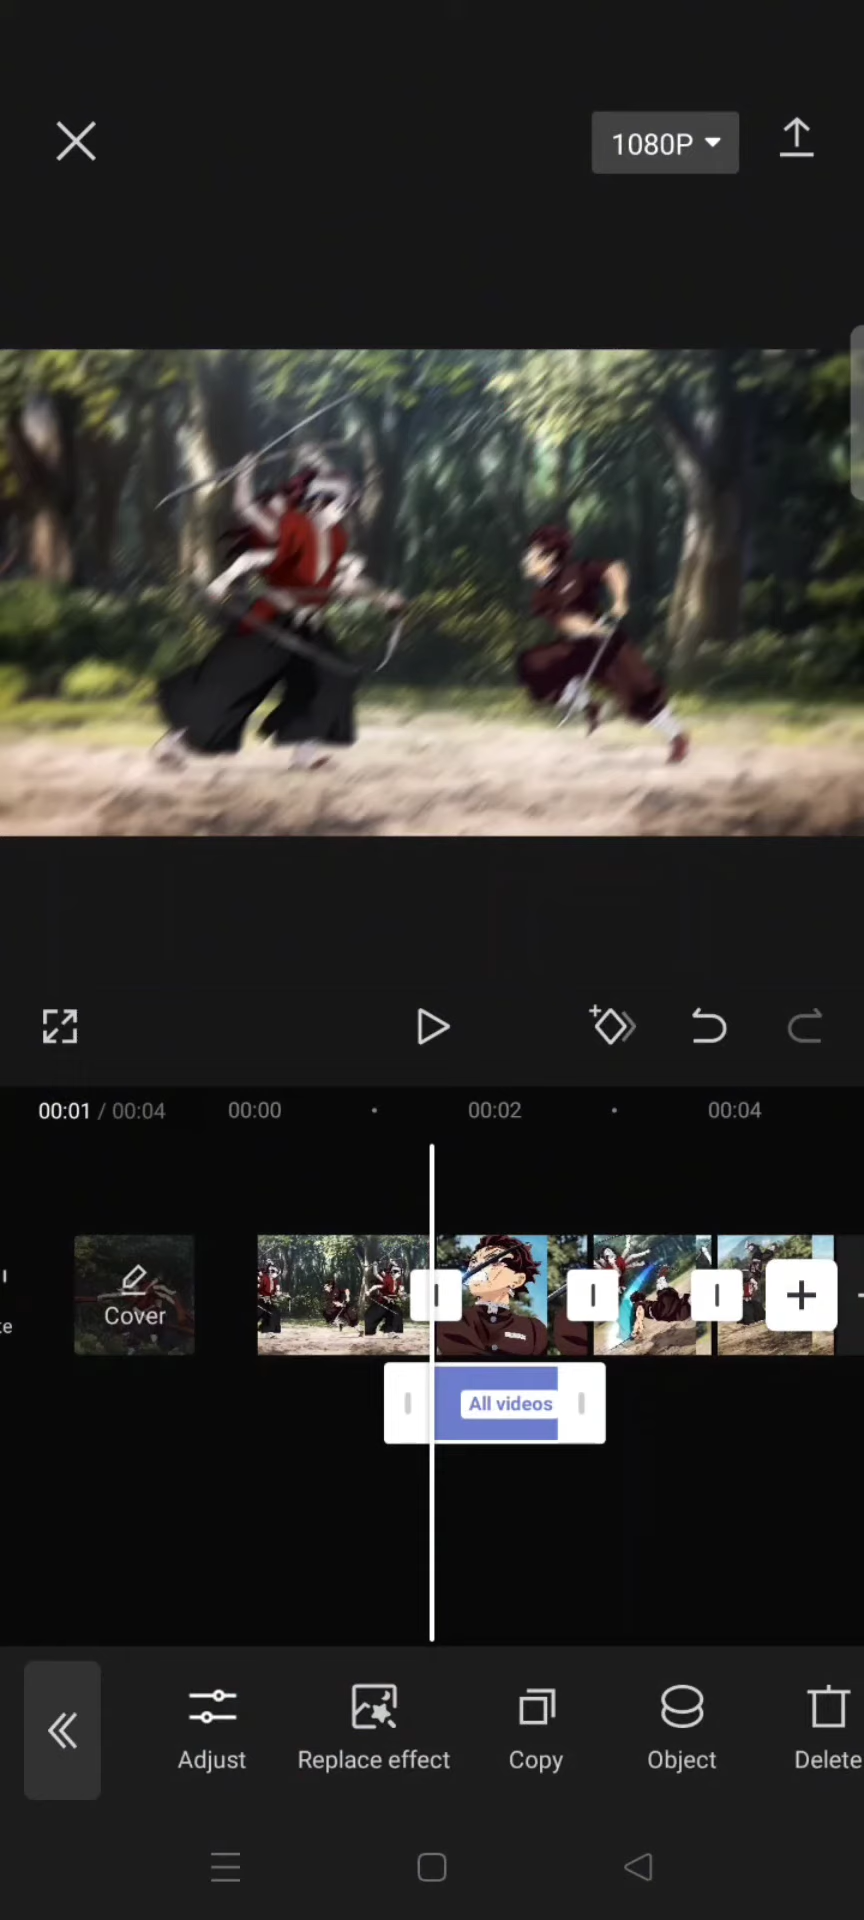 1080P
00:01 / 00:04 00:00 00:02 00:04
Cover
All videos
Adjust Replace effect Copy Object Delete